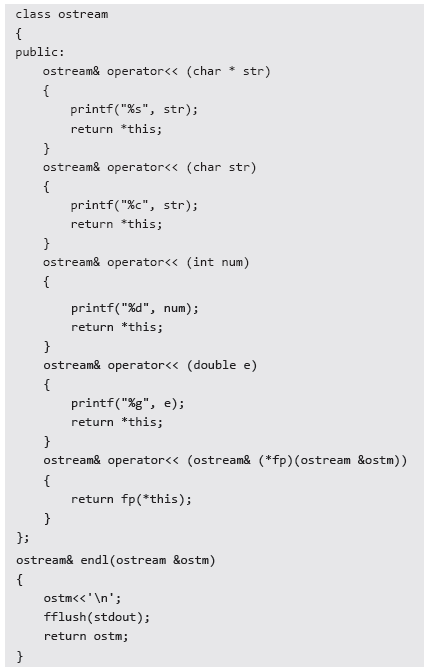 class ostream
{
public:
    ostream& operator<< (char * str)
    {
        printf("%s", str);
        return *this;
    }
    ostream& operator<< (char str)
    {
        printf("%c", str);
        return *this;
    }
    ostream& operator<< (int num)
    {
        printf("%d", num);
        return *this;
    }
    ostream& operator<< (double e)
    {
        printf("%g", e);
        return *this;
    }
    ostream& operator<< (ostream& (*fp)(ostream &ostm))
    {
        return fp(*this);
    }
};
ostream& endl(ostream &ostm)
{
    ostm<<'\n';
    fflush(stdout);
    return ostm;
}